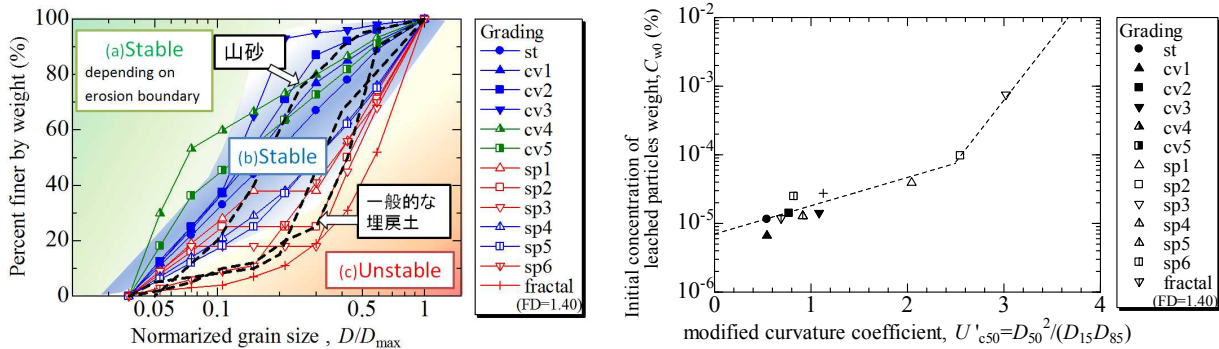 Percent finer by weight (%)
100
80
60
40
20
0
0.05
0.1
0.5
1
Normarized grain size , D/Dmax
(a)Stable
depending on
erosion boundary
山砂
(b)Stable
一般的な
埋戻土
(c)Unstable
Grading
st
cv1
cv2
cv3
cv4
cv5
sp1
sp2
sp3
sp4
sp5
sp6
fractal
(FD=1.40)
Initial concentration of
leached particles weight, Cw0 (%)
10-2
10-3
10-4
10-5
10-6
0
1
2
3
4
modified curvature coefficient, U'c50=D50²/(D15D85)
Grading
st
cv1
cv2
cv3
cv4
cv5
sp1
sp2
sp3
sp4
sp5
sp6
fractal
(FD=1.40)